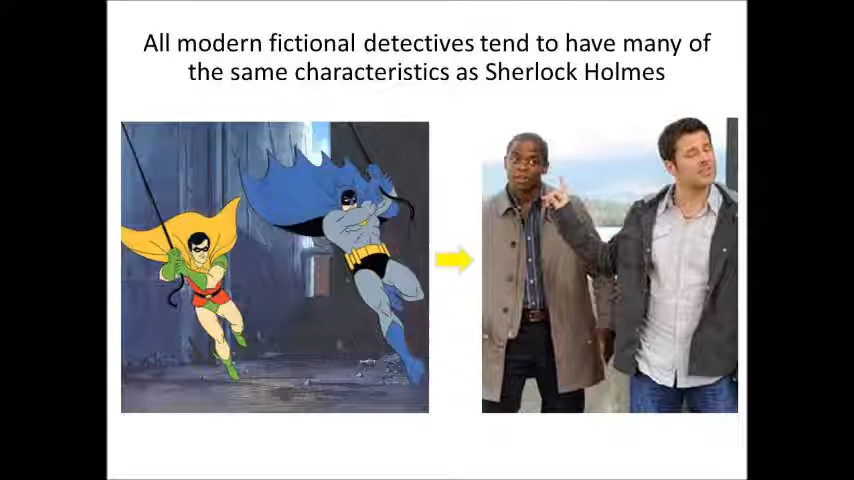 All modern fictional detectives tend to have many of
the same characteristics as Sherlock Holmes